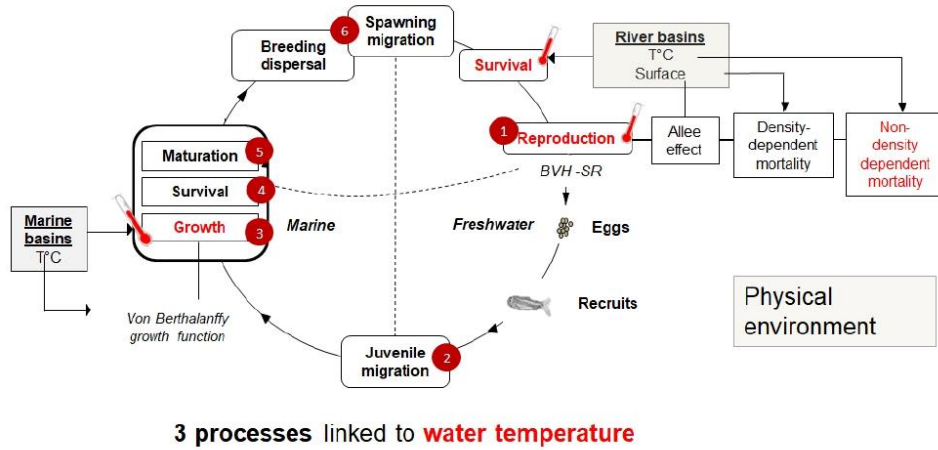 6
Spawning
migration
Breeding
dispersal
Survival
River basins
T°C
Surface
1
Reproduction
Allee
effect
Density-
dependent
mortality
Non-
density
dependent
mortality
BVH -SR
Maturation
5
Survival
4
Growth
3
Marine
Freshwater
Eggs
Marine
basins
T°C
Recruits
Physical
environment
Von Berthalanffy
growth function
Juvenile
migration
2
3 processes linked to water temperature